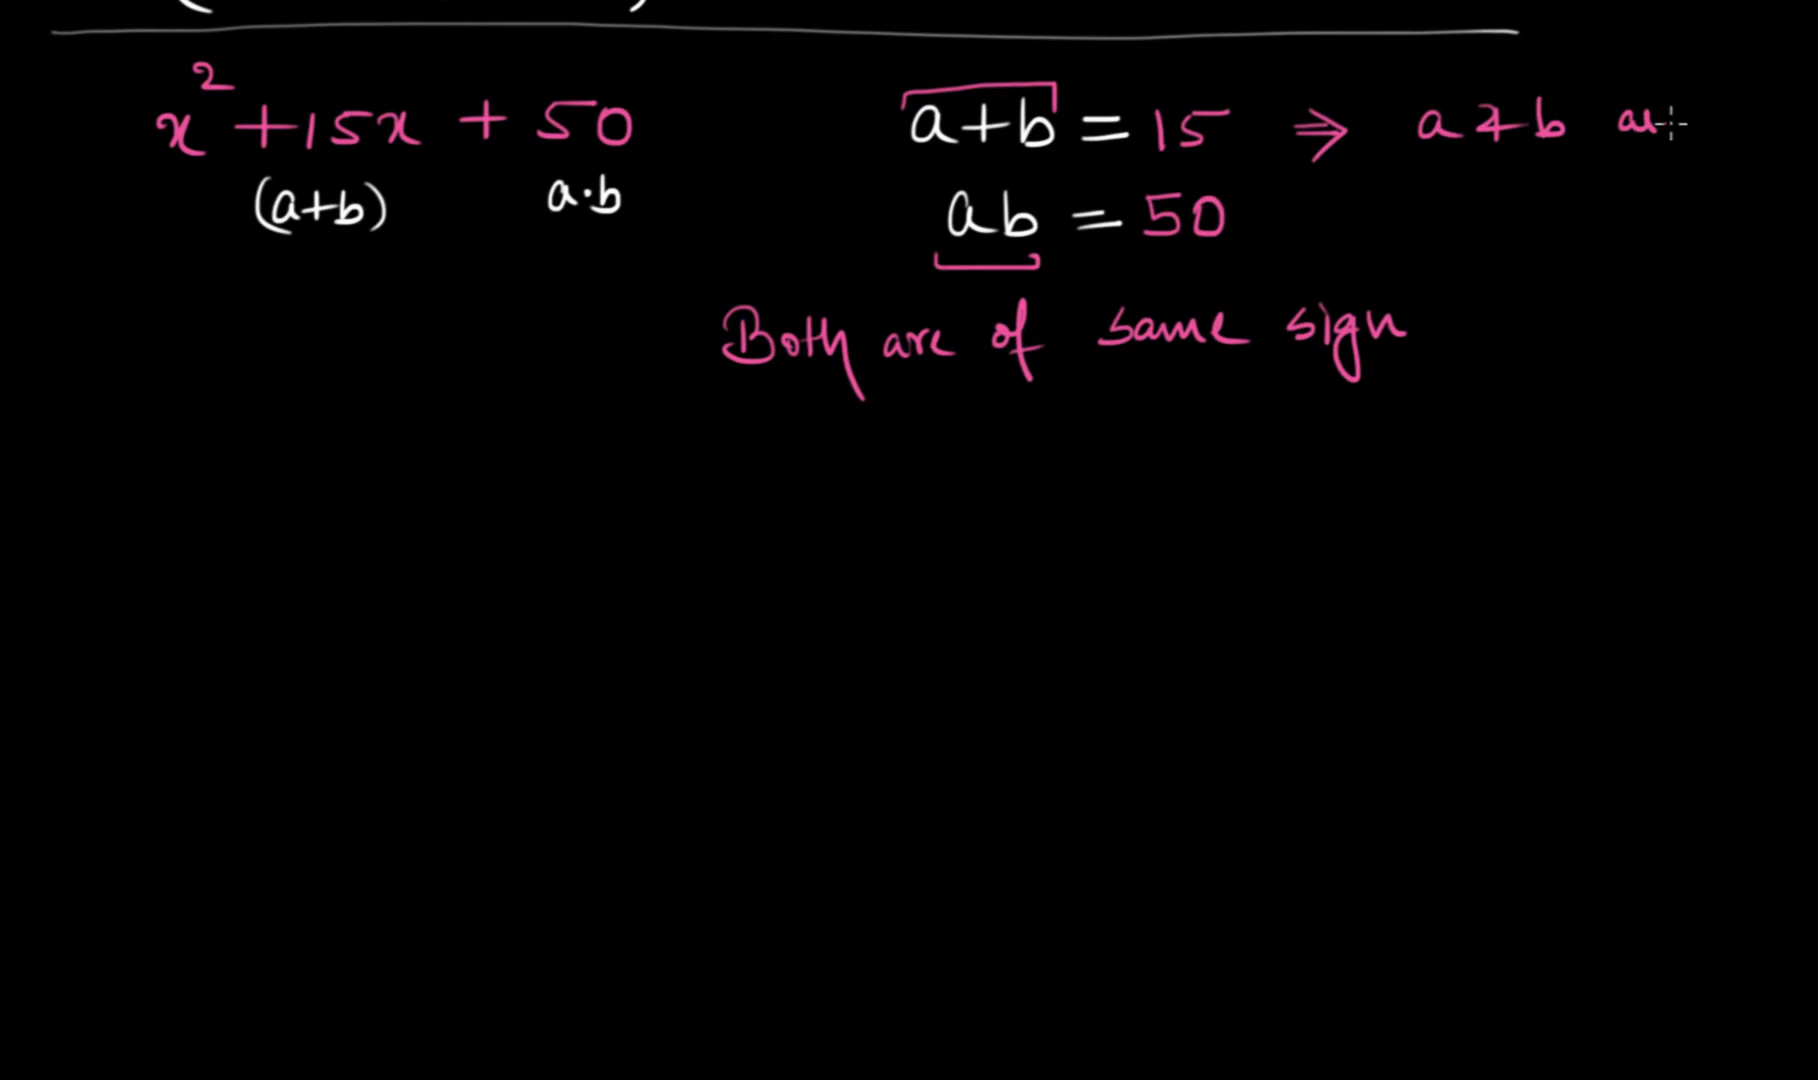 x² + 15x + 50
(a+b) a·b
a+b = 15 ⇒ a & b
ab = 50
Both are of same sign